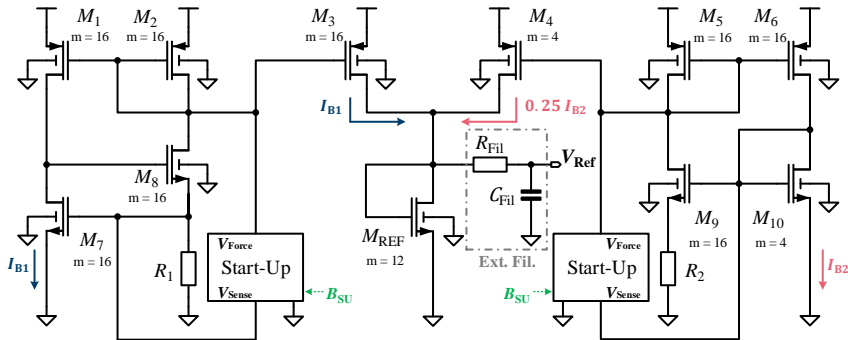 M1 M2 M3 M4 M5 M6
m = 16 m = 16 m = 16 m = 4 m = 16 m = 16
IB1 0.25 IB2
RFil VRef
M8
m = 16
CFil
M7
m = 16
MREF
m = 12
M9
m = 16
M10
m = 4
IB1 R1 VForce Start-Up VSense
BSU
Ext. Fil.
BSU
VForce Start-Up VSense
R2 IB2